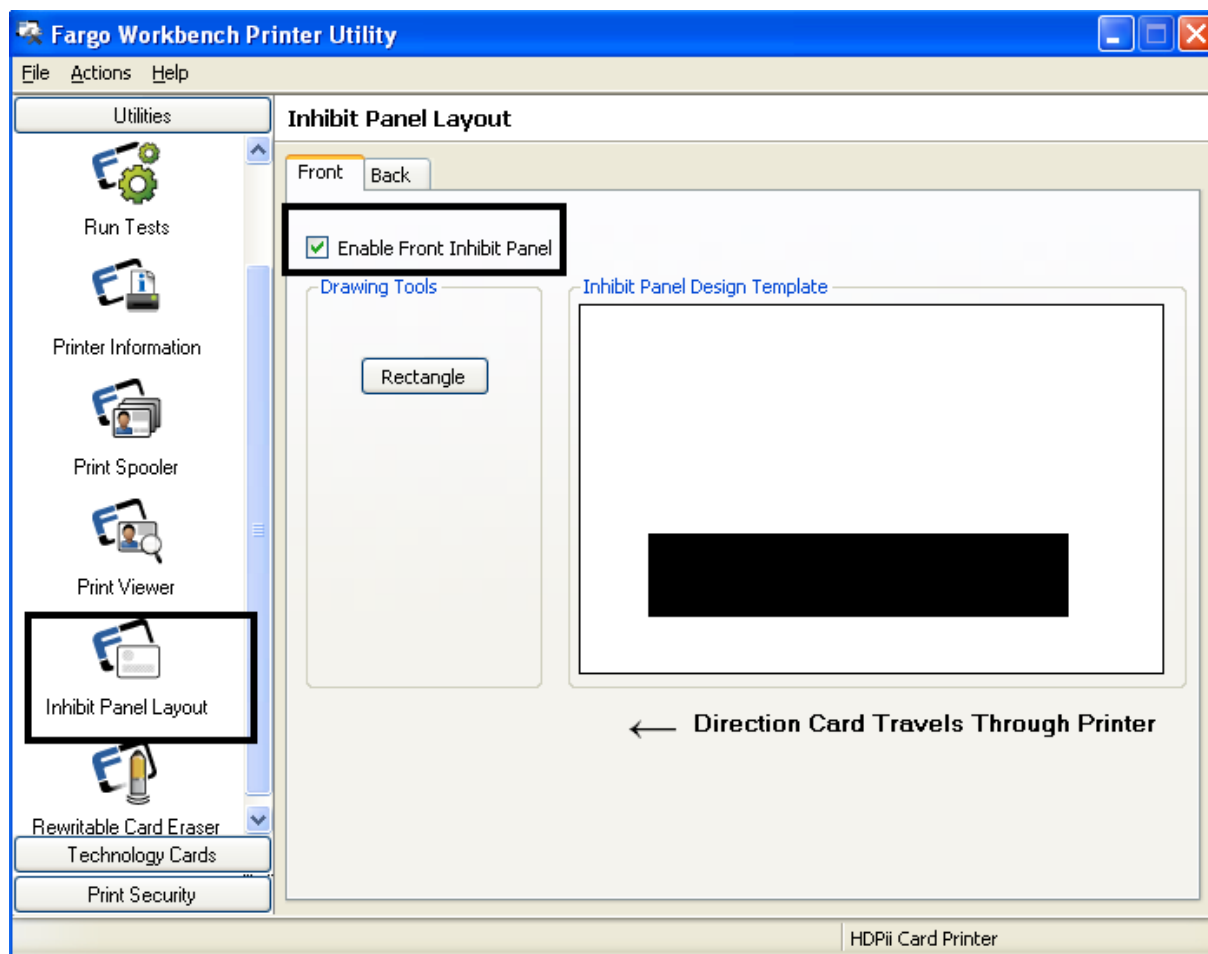 Fargo Workbench Printer Utility
File Actions Help
Utilities
Run Tests
Printer Information
Print Spooler
Print Viewer
Inhibit Panel Layout
Rewritable Card Eraser
Technology Cards
Print Security
Inhibit Panel Layout
Front Back
Enable Front Inhibit Panel
Drawing Tools
Rectangle
Inhibit Panel Design Template
← Direction Card Travels Through Printer
HDPii Card Printer